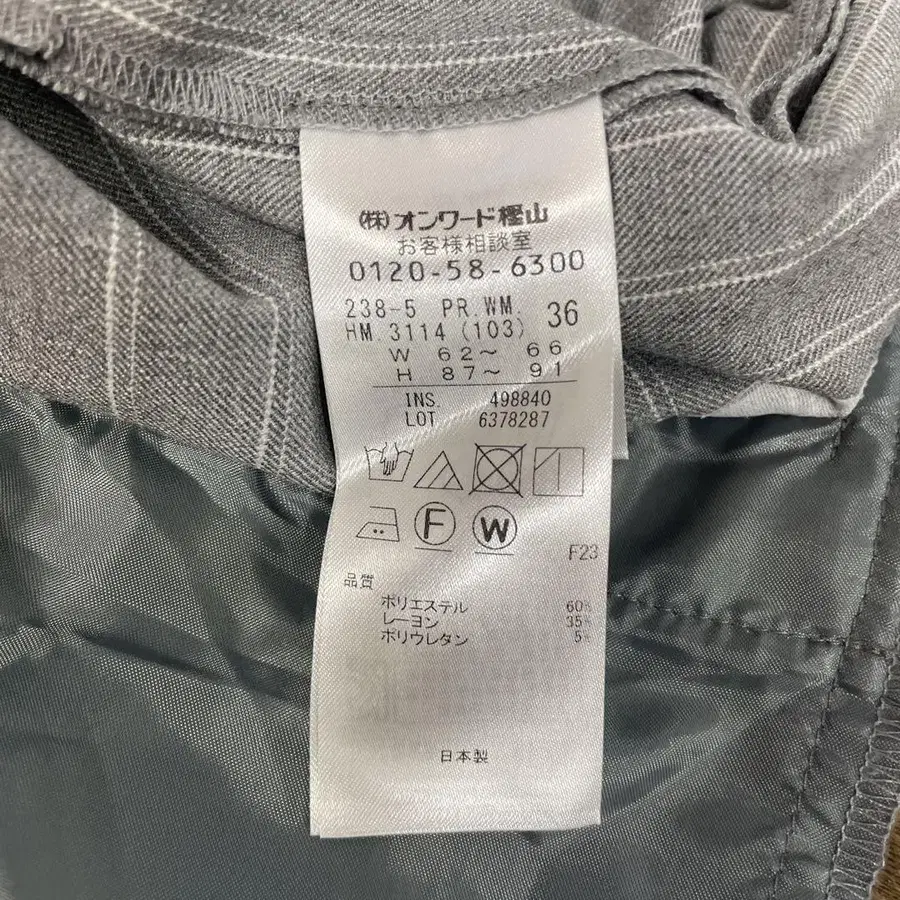 (株)オンワード樫山
お客様相談室
0120-58-6300
238-5 PR.WM. 36
HM.3114(103)
W 62～ 66
H 87～ 91
INS. 498840
LOT 6378287
F
W
F23
品質
ポリエステル 60%
レーヨン 35%
ポリウレタン 5%
日本製